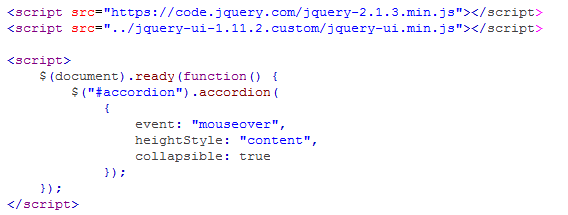 <script src="https://code.jquery.com/jquery-2.1.3.min.js"></script>
<script src="../jquery-ui-1.11.2.custom/jquery-ui.min.js"></script>

<script>
    $(document).ready(function() {
        $("#accordion").accordion(
            {
                event: "mouseover",
                heightStyle: "content",
                collapsible: true
            });
    });
</script>